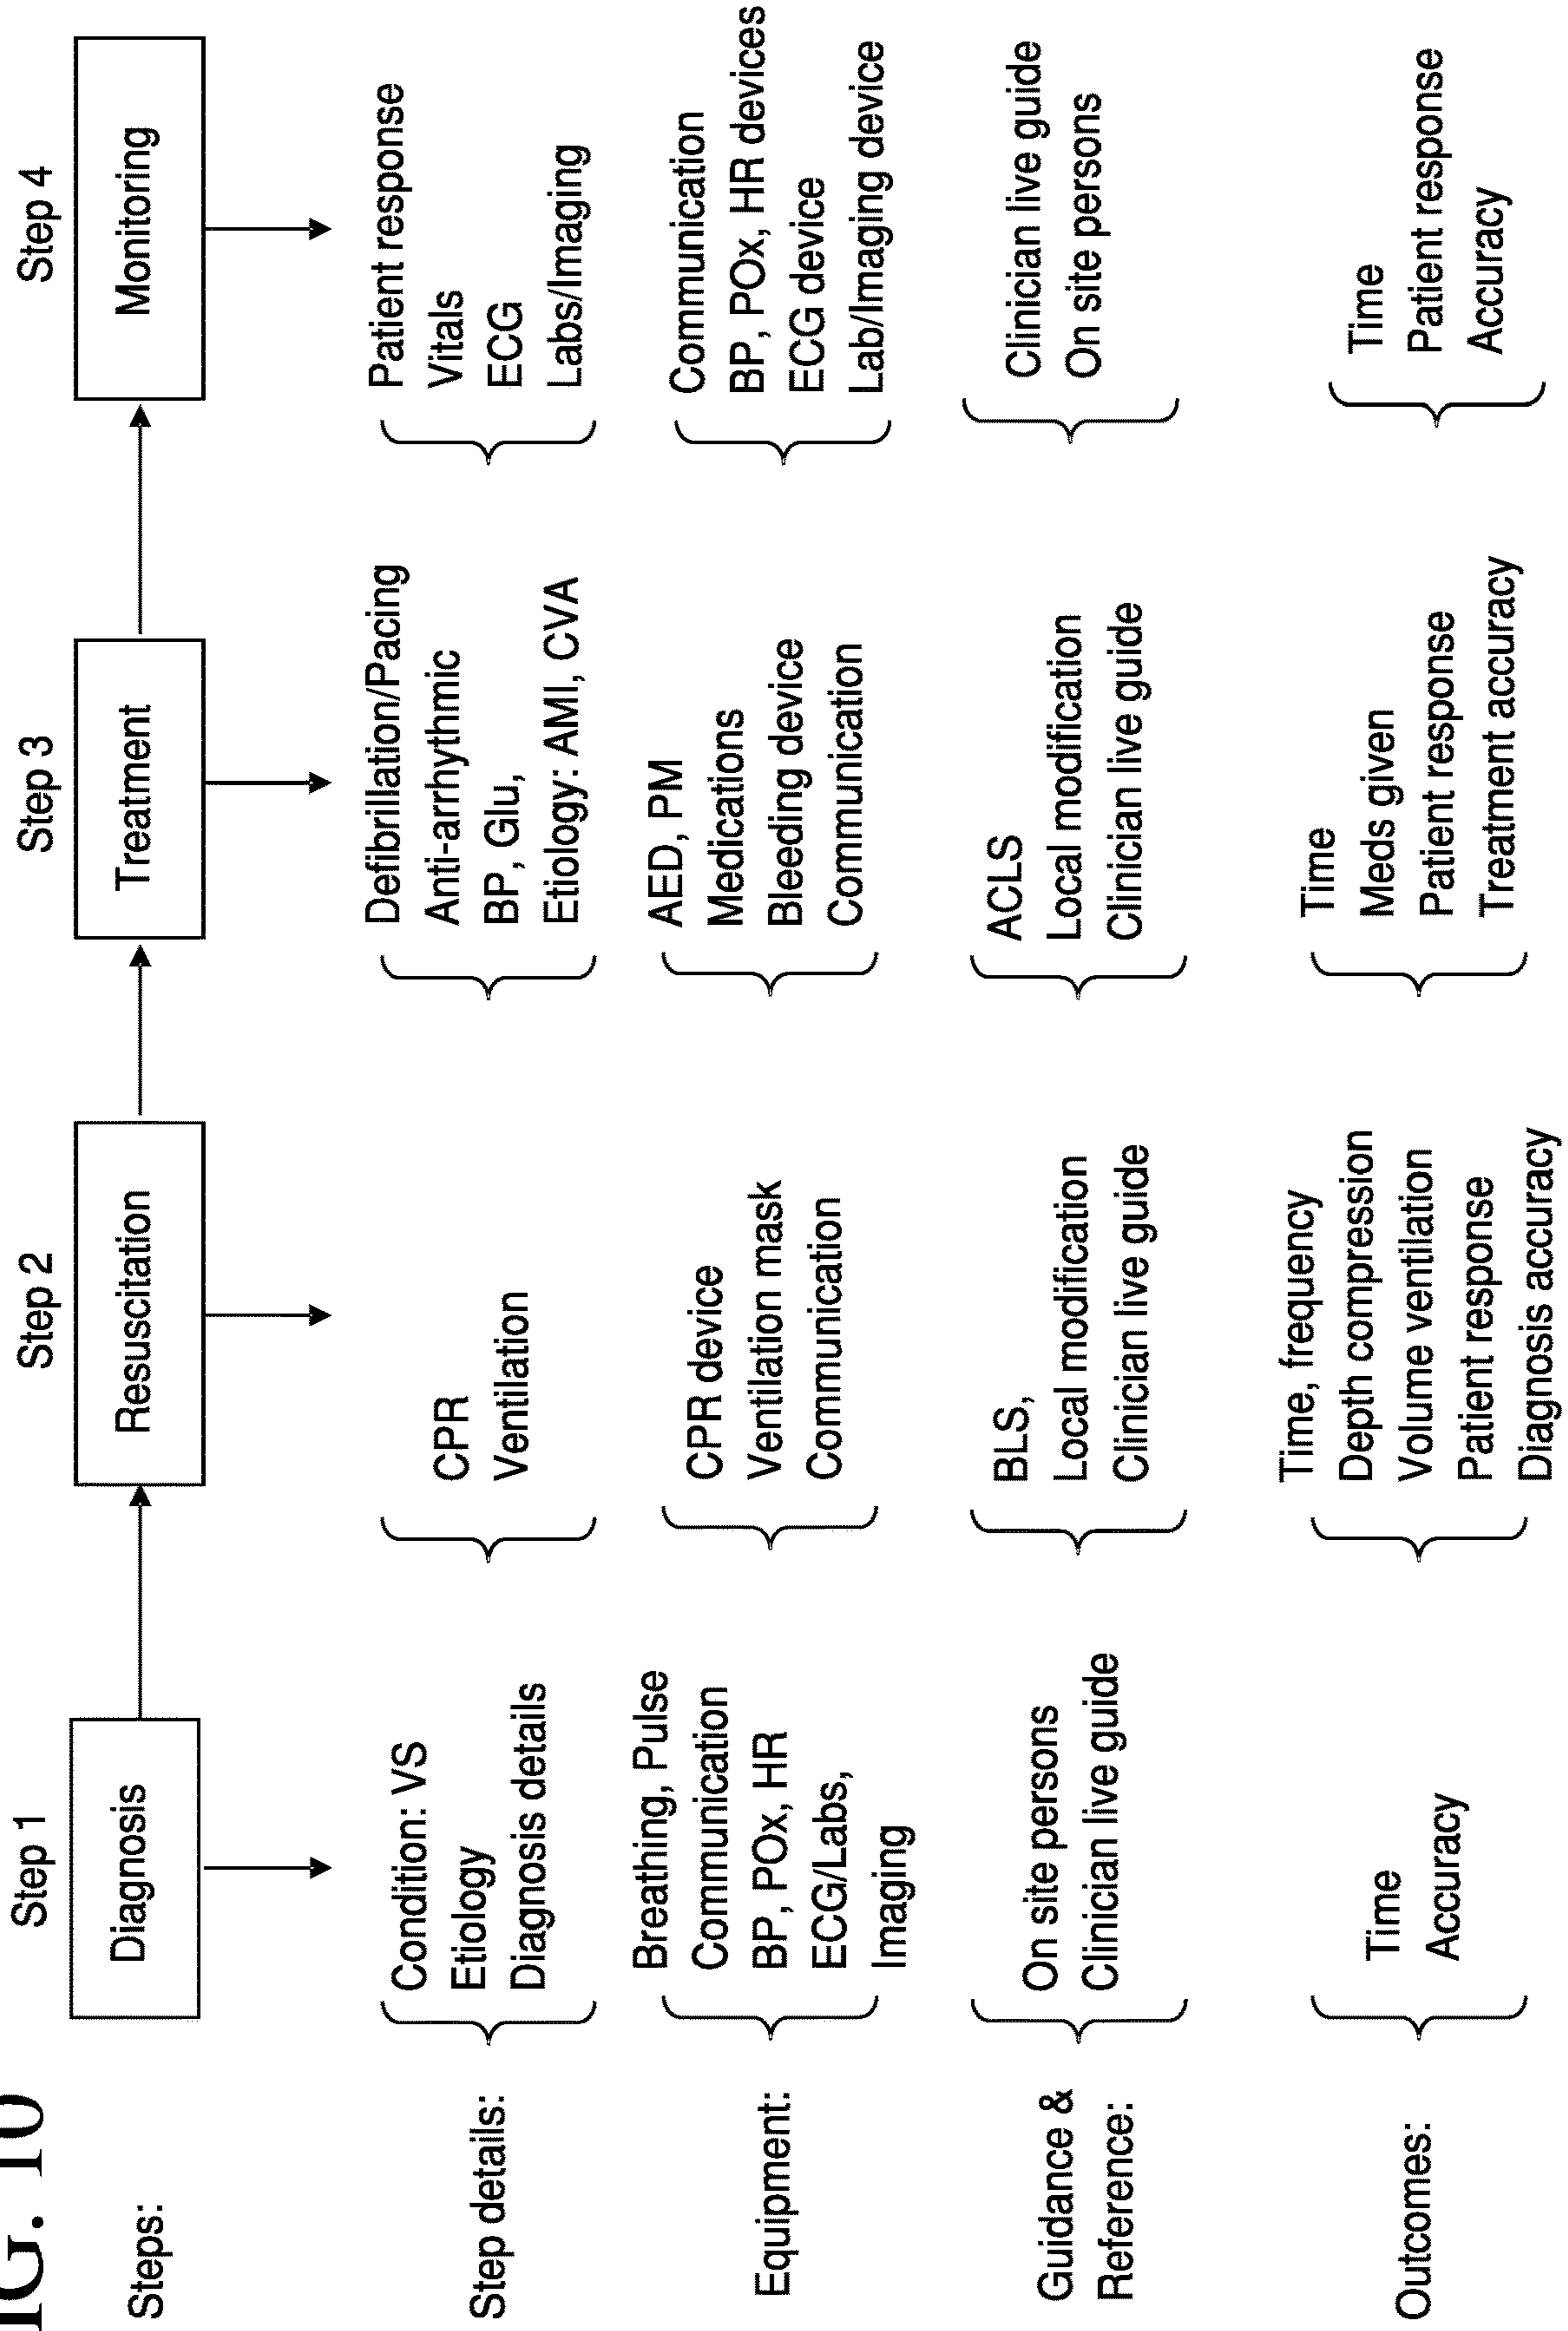 IG. 10
Steps:
Step 1
Diagnosis
Step 2
Resuscitation
Step 3
Treatment
Step 4
Monitoring
Step details:
Condition: VS
Etiology
Diagnosis details
CPR
Ventilation
Defibrillation/Pacing
Anti-arrhythmic
BP, Glu,
Etiology: AMI, CVA
Patient response
Vitals
ECG
Labs/Imaging
Equipment:
Breathing, Pulse
Communication
BP, POx, HR
ECG/Labs,
Imaging
CPR device
Ventilation mask
Communication
AED, PM
Medications
Bleeding device
Communication
Communication
BP, POx, HR devices
ECG device
Lab/Imaging device
Guidance &
Reference:
On site persons
Clinician live guide
BLS,
Local modification
Clinician live guide
ACLS
Local modification
Clinician live guide
Clinician live guide
On site persons
Outcomes:
Time
Accuracy
Time, frequency
Depth compression
Volume ventilation
Patient response
Diagnosis accuracy
Time
Meds given
Patient response
Treatment accuracy
Time
Patient response
Accuracy